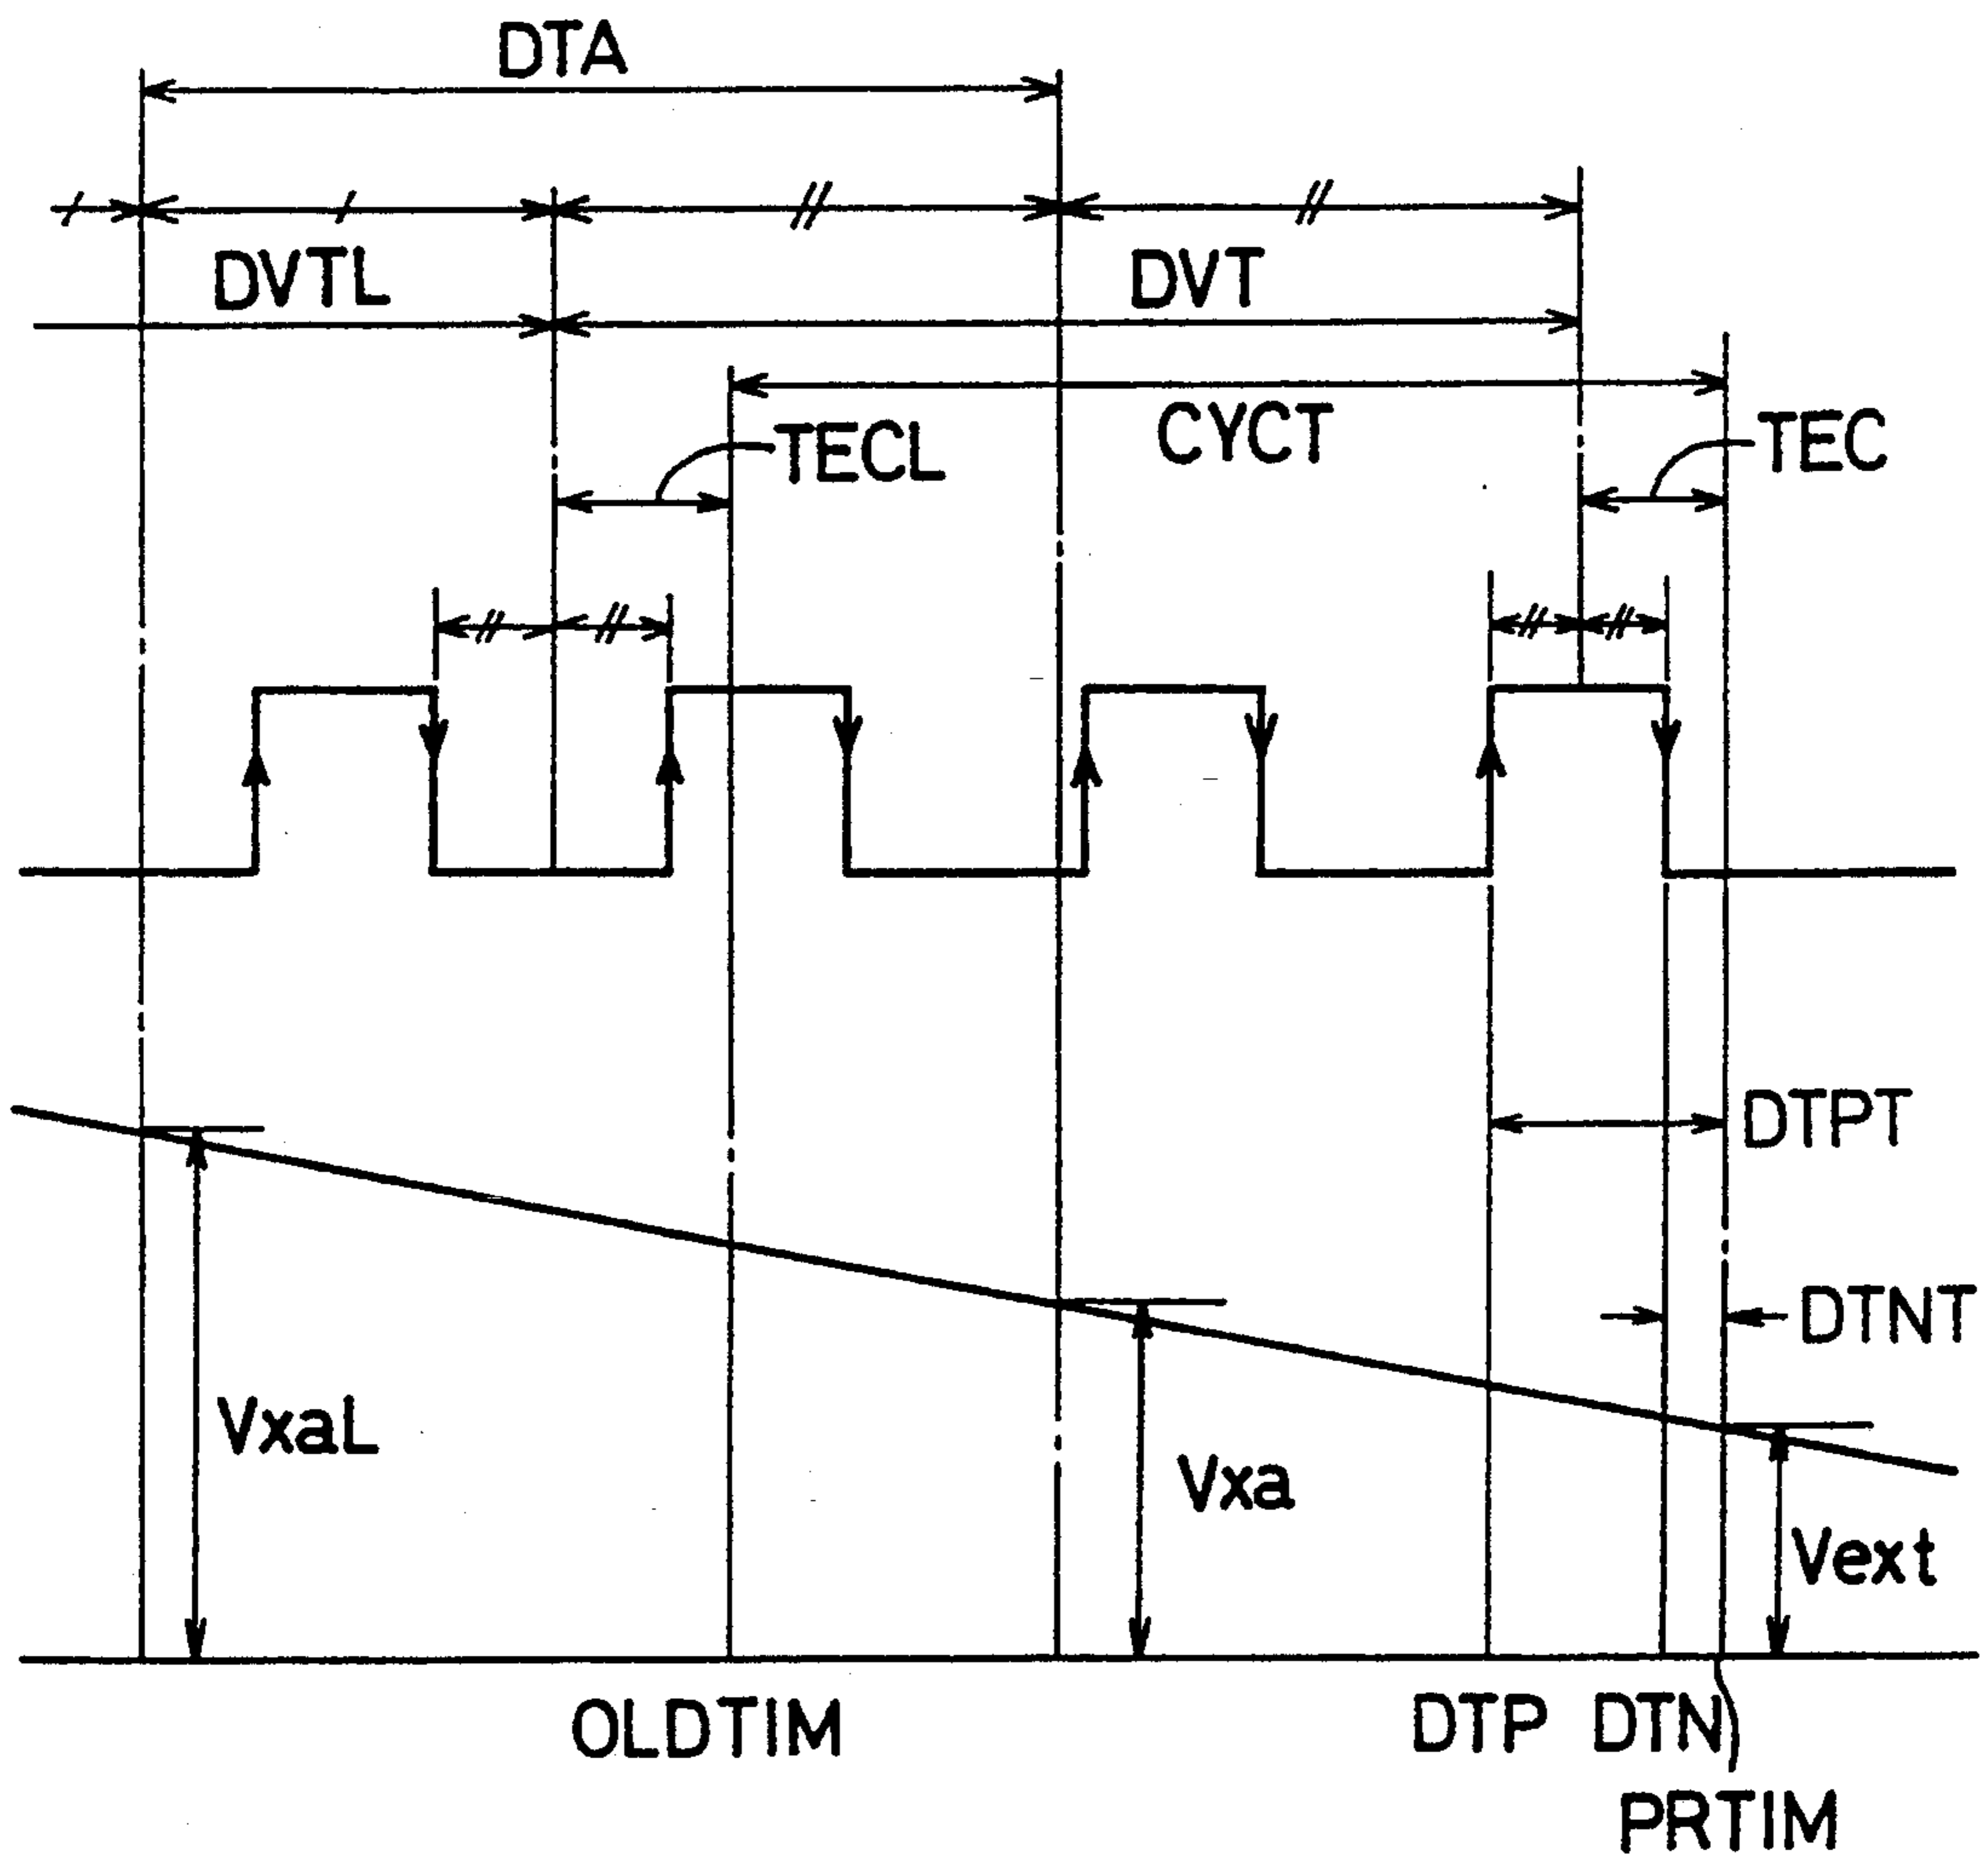 DTA
DVTL
DVT
CYCT
TECL
TEC
DTPT
DTNT
VxaL
Vxa
Vext
OLDTIM
DTP DTN
PRTIM